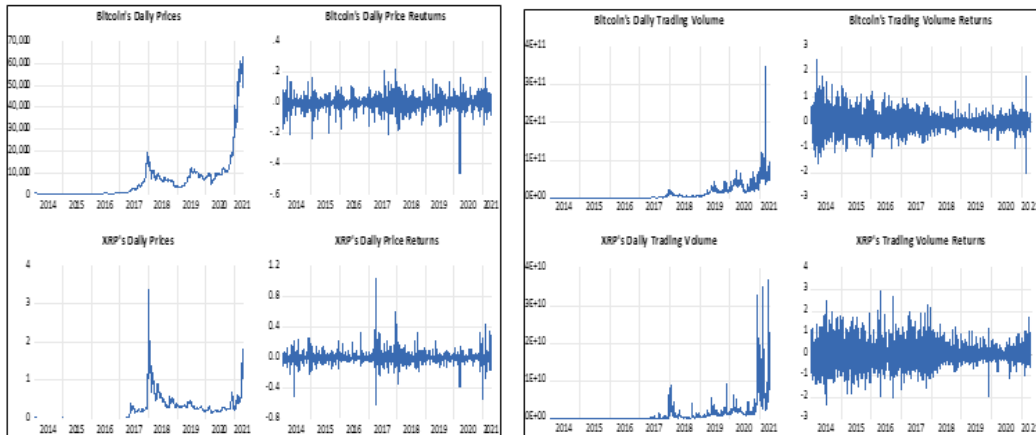 Bitcoin's Daily Prices
70,000
60,000
50,000
40,000
30,000
20,000
10,000
0
2014 2015 2016 2017 2018 2019 2020 2021
Bitcoin's Daily Price Reuturns
.4
.2
.0
-.2
-.4
-.6
2014 2015 2016 2017 2018 2019 2020 2021
XRP's Daily Prices
4
3
2
1
0
2014 2015 2016 2017 2018 2019 2020 2021
XRP's Daily Price Returns
1.2
0.8
0.4
0.0
-0.4
-0.8
2014 2015 2016 2017 2018 2019 2020 2021
Bitcoin's Daily Trading Volume
4E+11
3E+11
2E+11
1E+11
0E+00
2014 2015 2016 2017 2018 2019 2020 2021
Bitcoin's Trading Volume Returns
3
2
1
0
-1
-2
-3
2014 2015 2016 2017 2018 2019 2020
XRP's Daily Trading Volume
4E+10
3E+10
2E+10
1E+10
0E+00
2014 2015 2016 2017 2018 2019 2020 2021
XRP's Trading Volume Returns
4
3
2
1
0
-1
-2
-3
2014 2015 2016 2017 2018 2019 2020